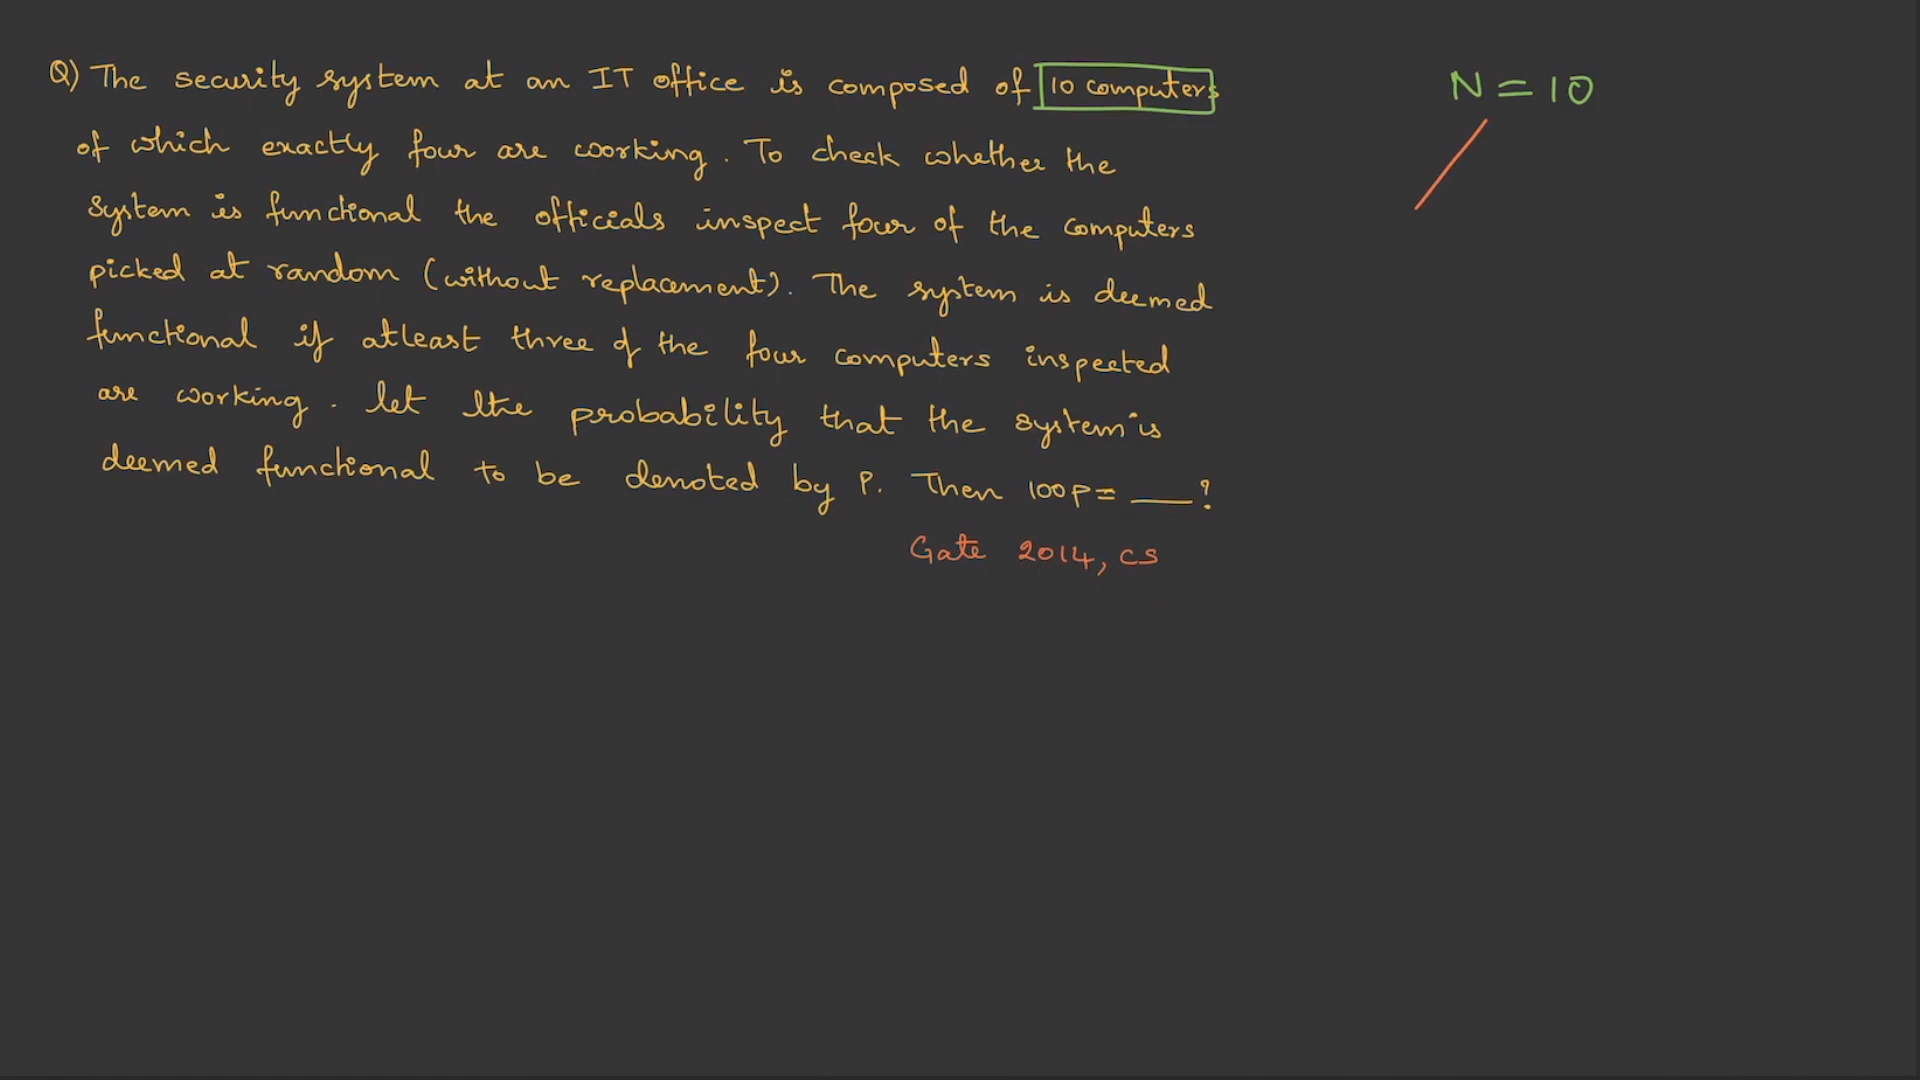 Q) The security system at an IT office is composed of 10 computers
of which exactly four are working. To check whether the
system is functional the officials inspect four of the computers
picked at random (without replacement). The system is deemed
functional if atleast three of the four computers inspected
are working. let the probability that the system is
deemed functional to be denoted by P. Then 100p = ___ ?
Gate 2014, CS
N = 10